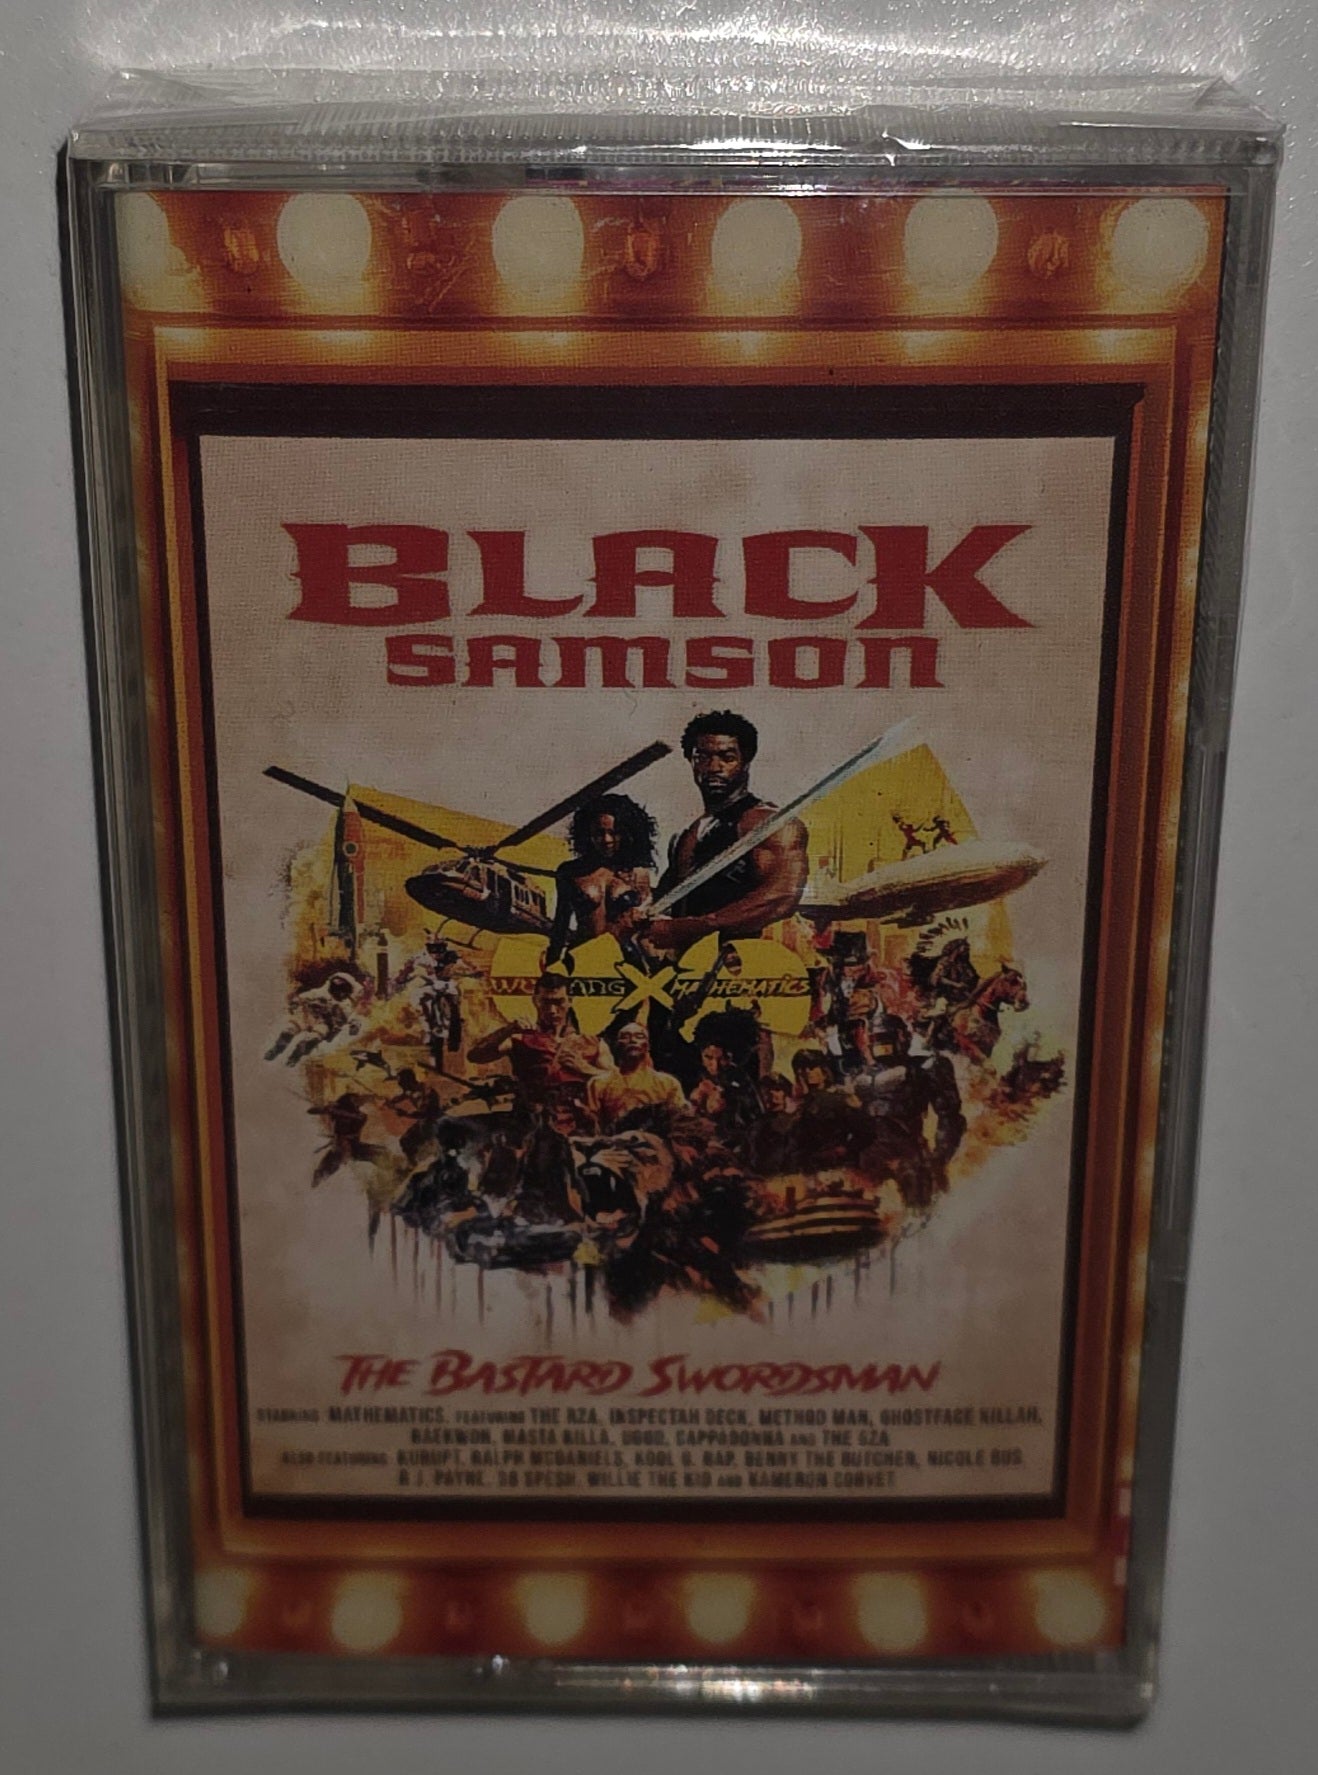 BLACK
SAMSON
WU TANG X MATHEMATICS
THE BASTARD SWORDSMAN
STARRING MATHEMATICS, FEATURING THE RZA, INSPECTAH DECK, METHOD MAN, GHOSTFACE KILLAH,
RAEKWON, MASTA KILLA, UGOD, CAPPADONNA AND THE GZA
ALSO FEATURING KURUPT, RALPH MCDANIELS, KOOL G. RAP, BENNY THE BUTCHER, NICOLE BUS
R.J. PAYNE, 38 SPESH, WILLIE THE KID AND KAMERON CORVET